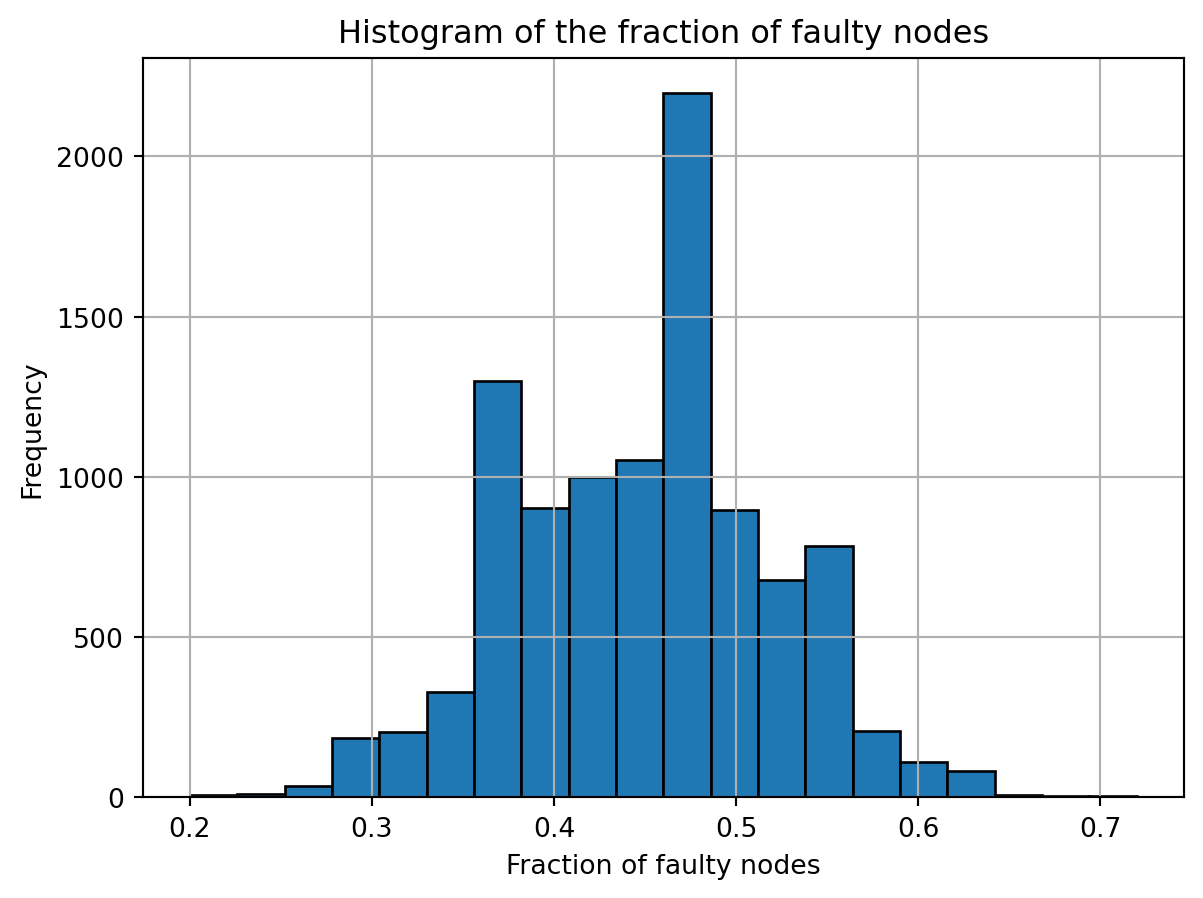 Histogram of the fraction of faulty nodes
Frequency
2000
1500
1000
500
0
0.2 0.3 0.4 0.5 0.6 0.7
Fraction of faulty nodes